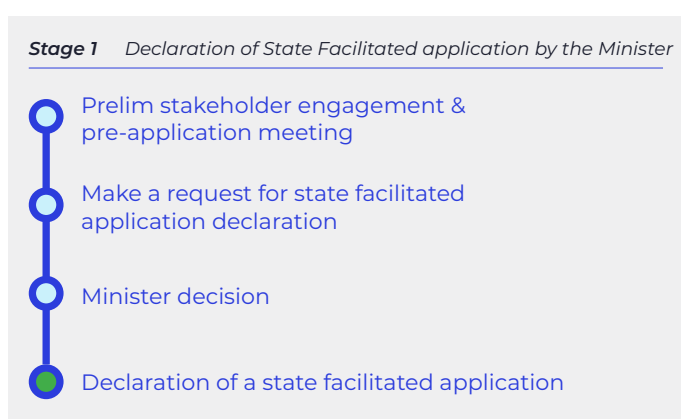 Stage 1 Declaration of State Facilitated application by the Minister
Prelim stakeholder engagement &
pre-application meeting
Make a request for state facilitated
application declaration
Minister decision
Declaration of a state facilitated application